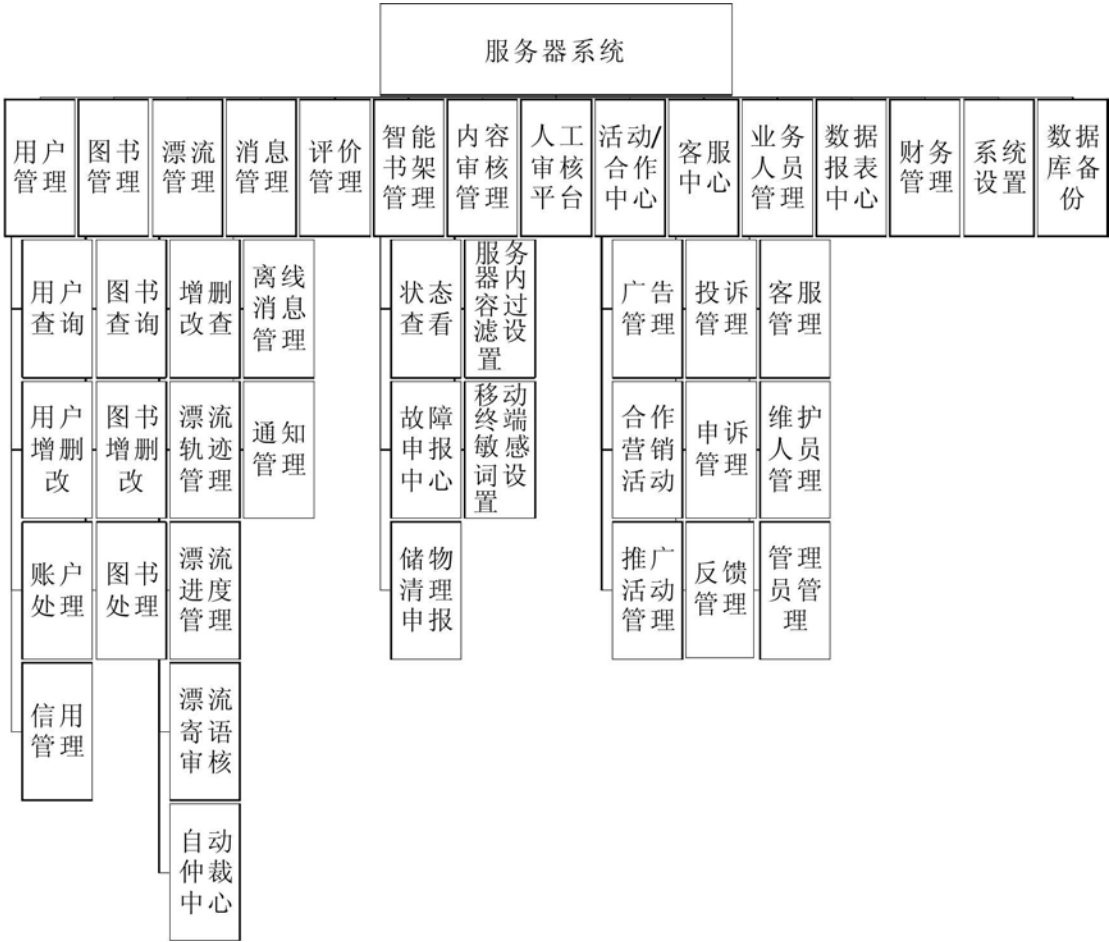 服务器系统
用户
管理
图书
管理
漂流
管理
消息
管理
评价
管理
智能
书架
管理
内容
审核
管理
人工
审核
平台
活动/
合作
中心
客服
中心
业务
人员
管理
数据
报表
中心
财务
管理
系统
设置
数据
库备
份
用户
查询
用户
增删
改
账户
处理
信用
管理
图书
查询
图书
增删
改
图书
处理
增删
改查
漂流
轨迹
管理
漂流
进度
管理
漂流
寄语
审核
自动
仲裁
中心
离线
消息
管理
通知
管理
状态
查看
故障
申报
中心
储物
清理
申报
服务
器内
容过
滤设
置
移动
终端
敏感
词设
置
广告
管理
合作
营销
活动
推广
活动
管理
投诉
管理
申诉
管理
反馈
管理
客服
管理
维护
人员
管理
管理
员管
理